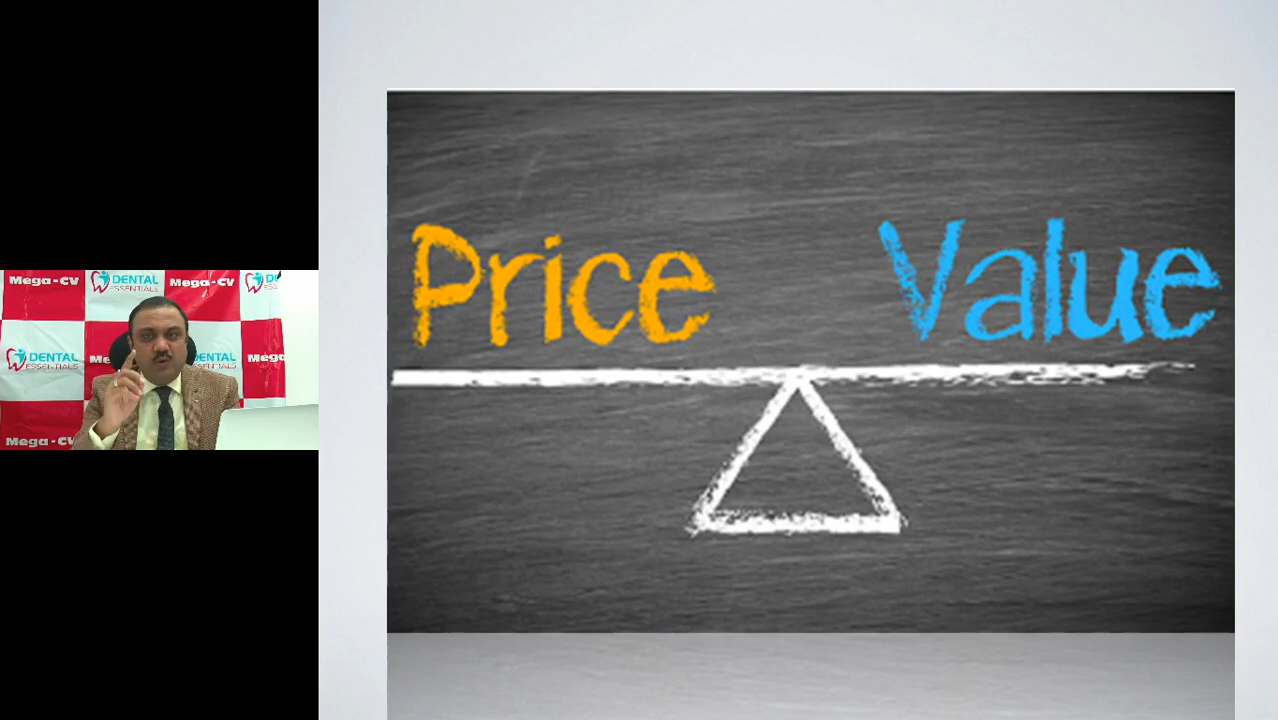 Price Value
Mega-CV DENTAL ESSENTIALS Mega-CV
DENTAL ESSENTIALS DENTAL ESSENTIALS
Mega-CV